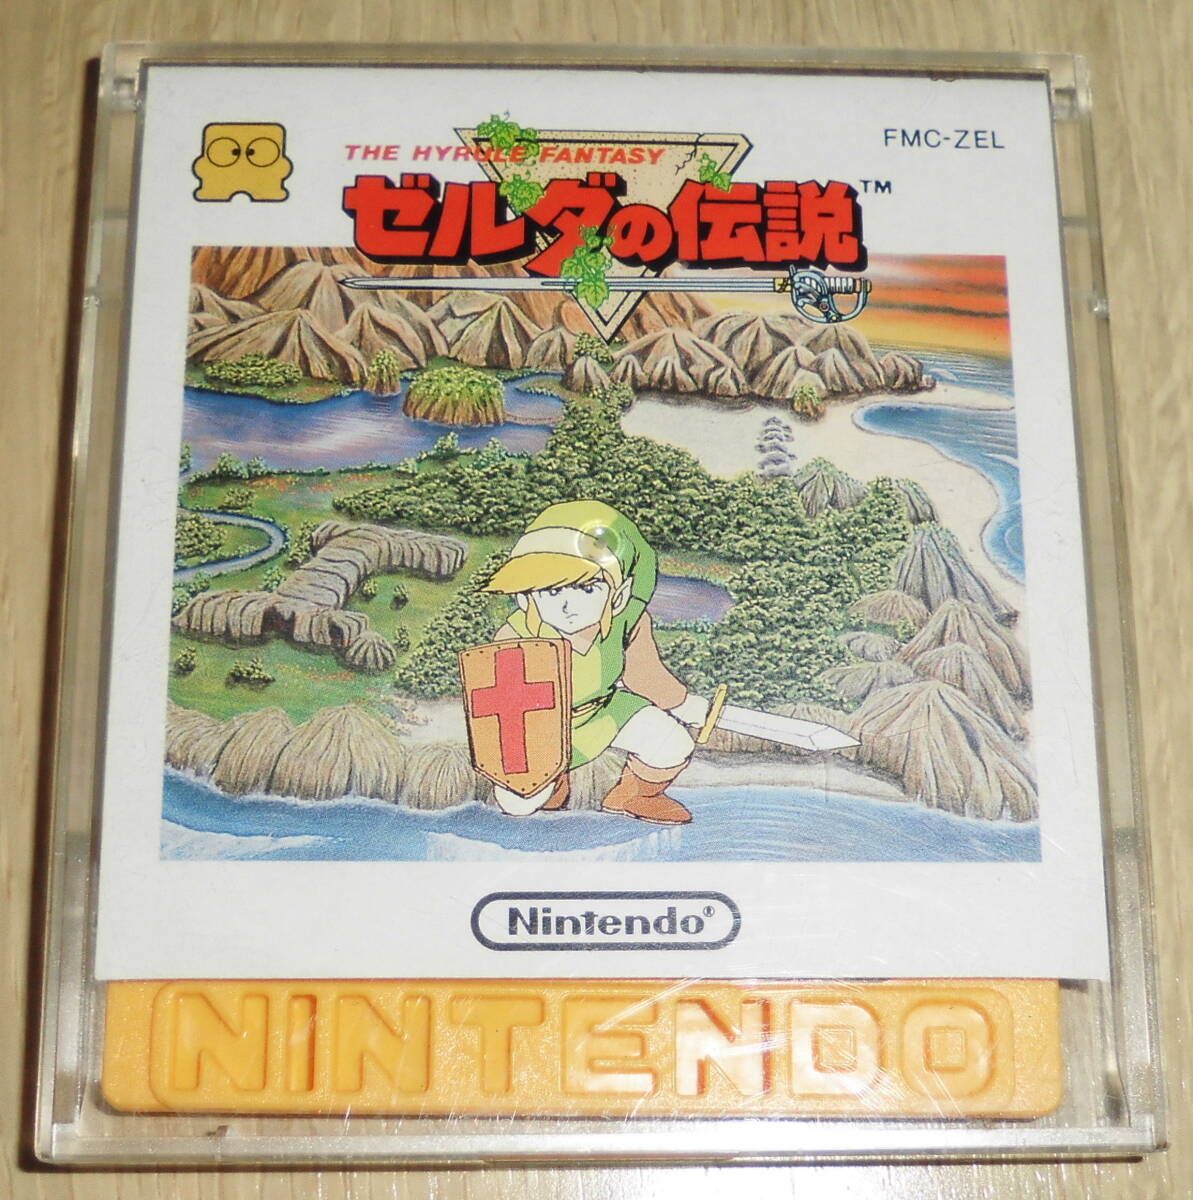 FMC-ZEL
THE HYRULE FANTASY
ゼルダの伝説™
Nintendo®
NINTENDO